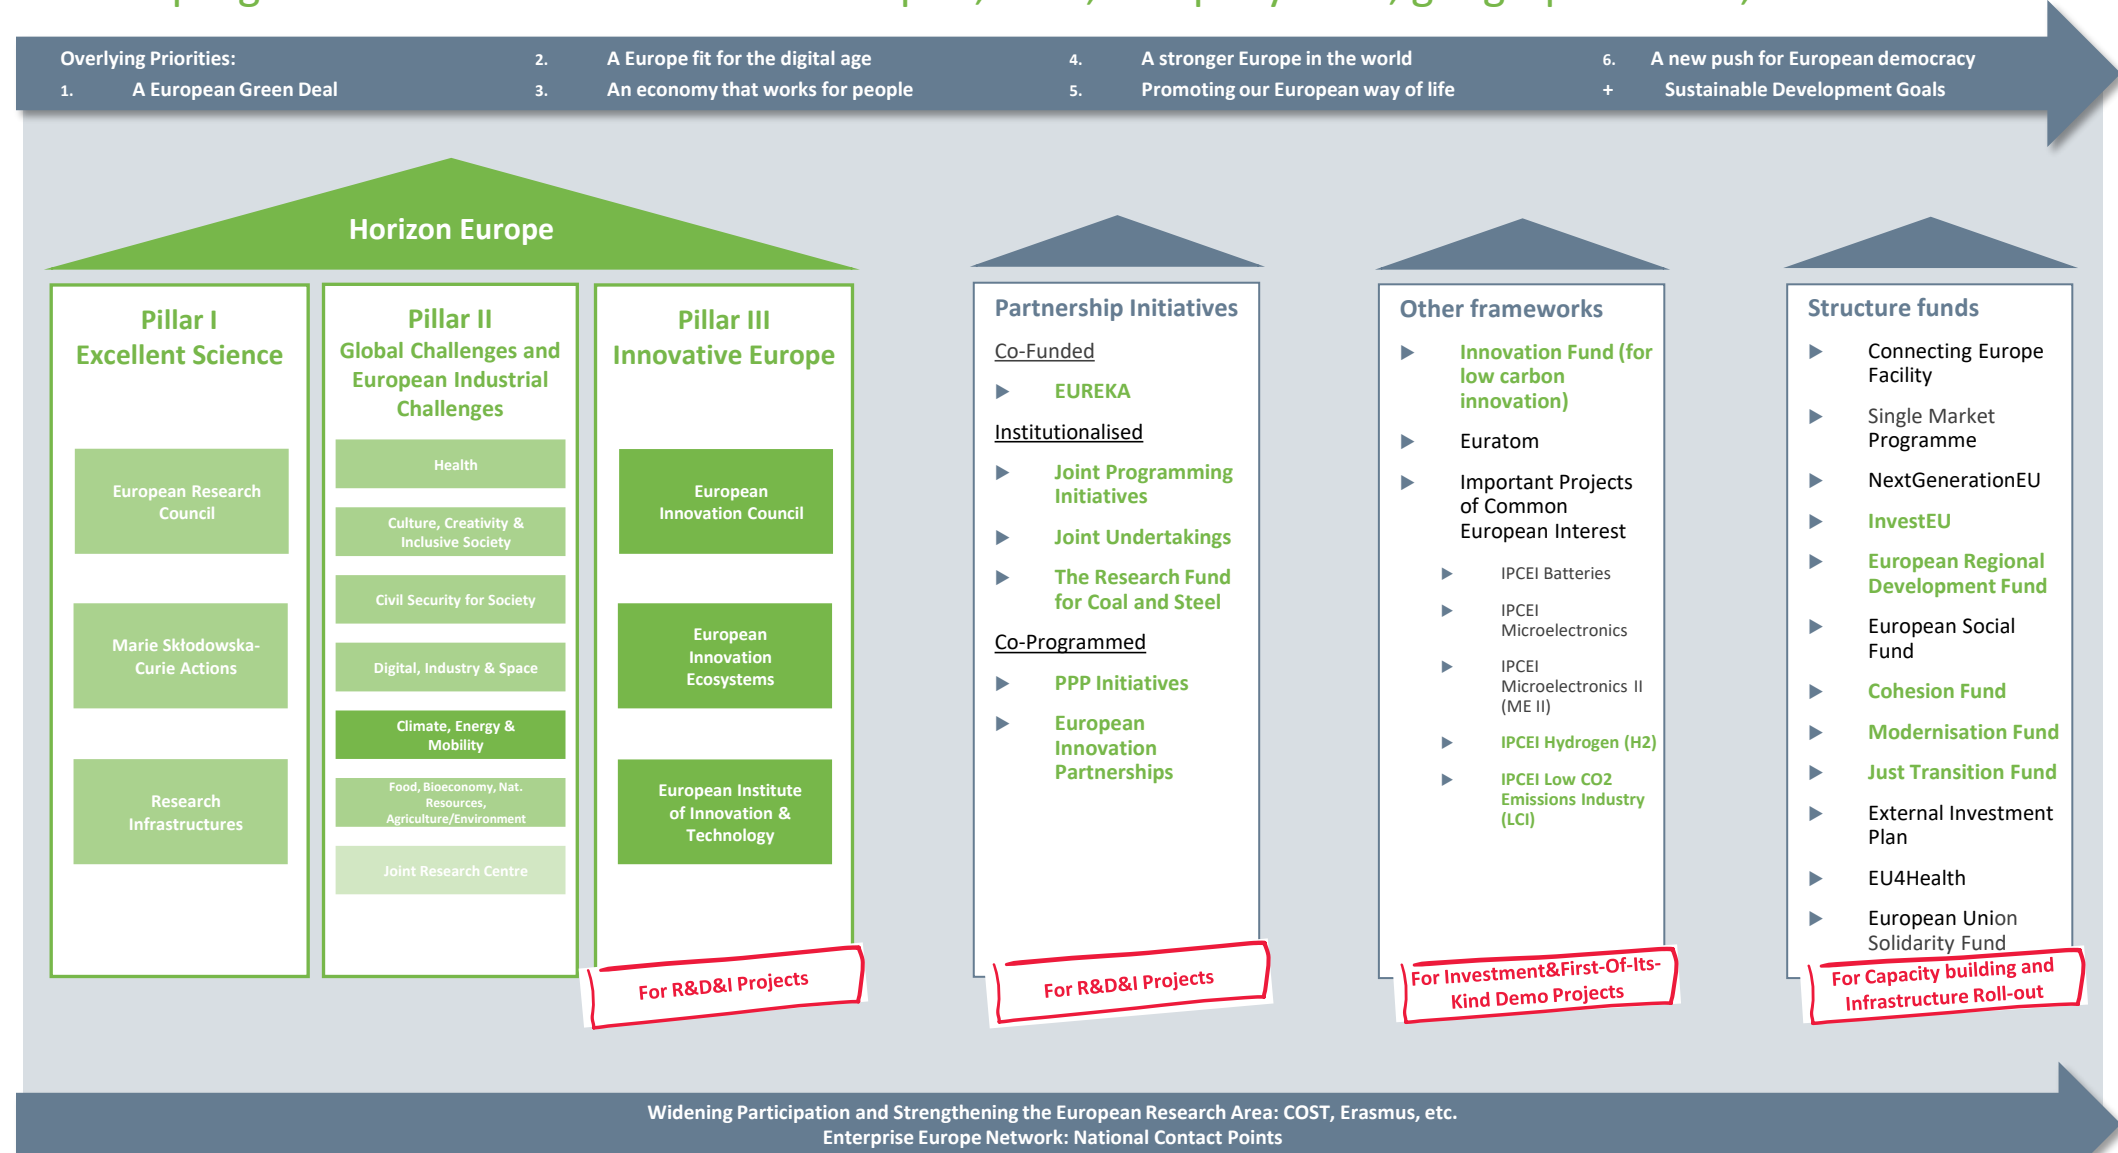 Overlying Priorities:
1. A European Green Deal
2. A Europe fit for the digital age
3. An economy that works for people
4. A stronger Europe in the world
5. Promoting our European way of life
6. A new push for European democracy
+ Sustainable Development Goals
Horizon Europe
Pillar I
Excellent Science
European Research
Council
Marie Skłodowska-
Curie Actions
Research
Infrastructures
Pillar II
Global Challenges and
European Industrial
Challenges
Health
Culture, Creativity &
Inclusive Society
Civil Security for Society
Digital, Industry & Space
Climate, Energy &
Mobility
Food, Bioeconomy, Nat.
Resources,
Agriculture/Environment
Joint Research Centre
Pillar III
Innovative Europe
European
Innovation Council
European
Innovation
Ecosystems
European Institute
of Innovation &
Technology
For R&D&I Projects
Partnership Initiatives
Co-Funded
EUREKA
Institutionalised
Joint Programming
Initiatives
Joint Undertakings
The Research Fund
for Coal and Steel
Co-Programmed
PPP Initiatives
European
Innovation
Partnerships
For R&D&I Projects
Other frameworks
Innovation Fund (for
low carbon
innovation)
Euratom
Important Projects
of Common
European Interest
IPCEI Batteries
IPCEI
Microelectronics
IPCEI
Microelectronics II
(ME II)
IPCEI Hydrogen (H2)
IPCEI Low CO2
Emissions Industry
(LCI)
For Investment&First-Of-Its-
Kind Demo Projects
Structure funds
Connecting Europe
Facility
Single Market
Programme
NextGenerationEU
InvestEU
European Regional
Development Fund
European Social
Fund
Cohesion Fund
Modernisation Fund
Just Transition Fund
External Investment
Plan
EU4Health
European Union
Solidarity Fund
For Capacity building and
Infrastructure Roll-out
Widening Participation and Strengthening the European Research Area: COST, Erasmus, etc.
Enterprise Europe Network: National Contact Points